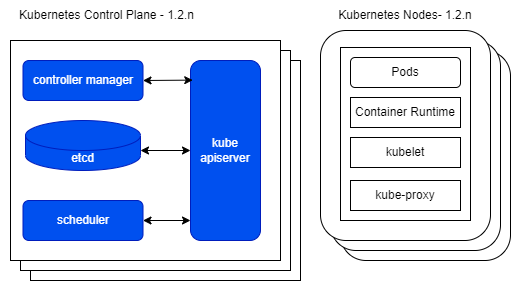 Kubernetes Control Plane - 1.2.n
Kubernetes Nodes- 1.2.n
controller manager
etcd
scheduler
kube
apiserver
Pods
Container Runtime
kubelet
kube-proxy